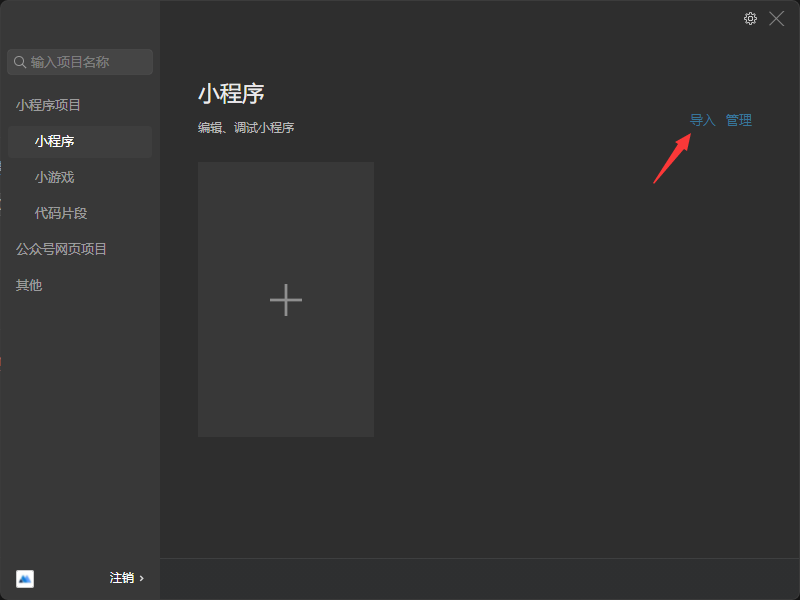 输入项目名称
小程序项目
小程序
小游戏
代码片段
公众号网页项目
其他
注销 ›
小程序
编辑、调试小程序
导入 管理